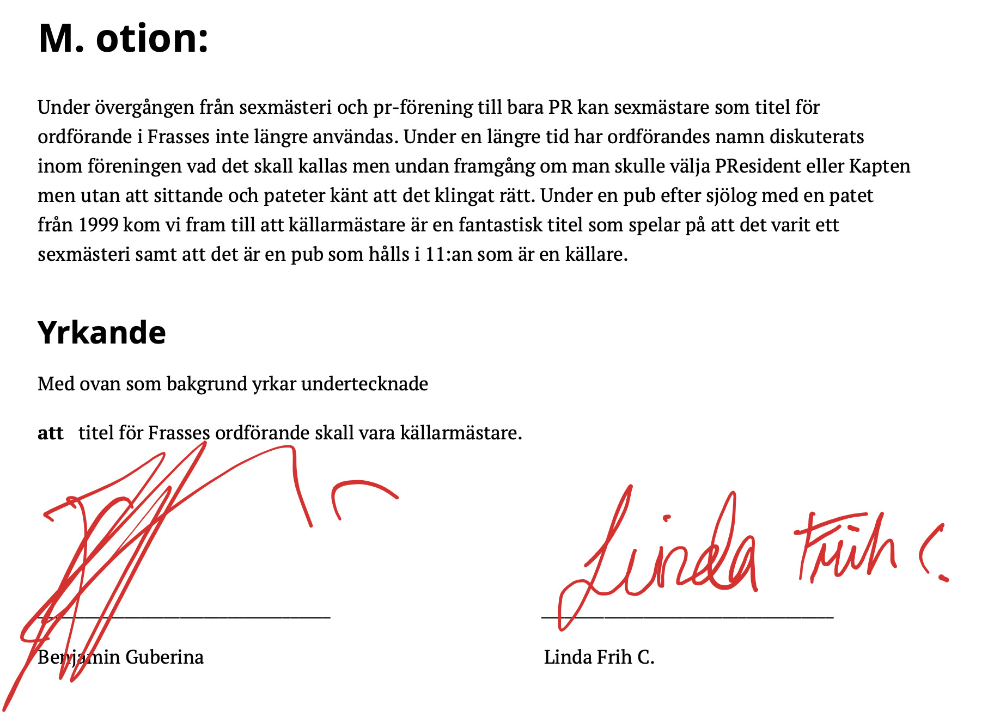 M. otion:
Under övergången från sexmästeri och pr-förening till bara PR kan sexmästare som titel för
ordförande i Frasses inte längre användas. Under en längre tid har ordförandes namn diskuterats
inom föreningen vad det skall kallas men undan framgång om man skulle välja PResident eller Kapten
men utan att sittande och pateter känt att det klingat rätt. Under en pub efter sjölog med en patet
från 1999 kom vi fram till att källarmästare är en fantastisk titel som spelar på att det varit ett
sexmästeri samt att det är en pub som hålls i 11:an som är en källare.
Yrkande
Med ovan som bakgrund yrkar undertecknade
att titel för Frasses ordförande skall vara källarmästare.
Linda Frih C.
Benjamin Guberina Linda Frih C.